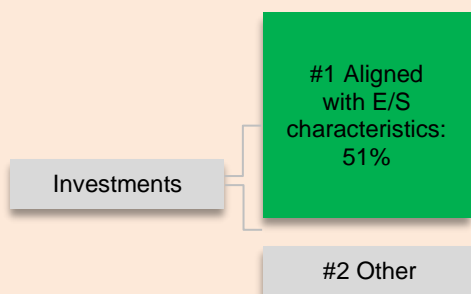 #1 Aligned
with E/S
characteristics:
51%
Investments
#2 Other